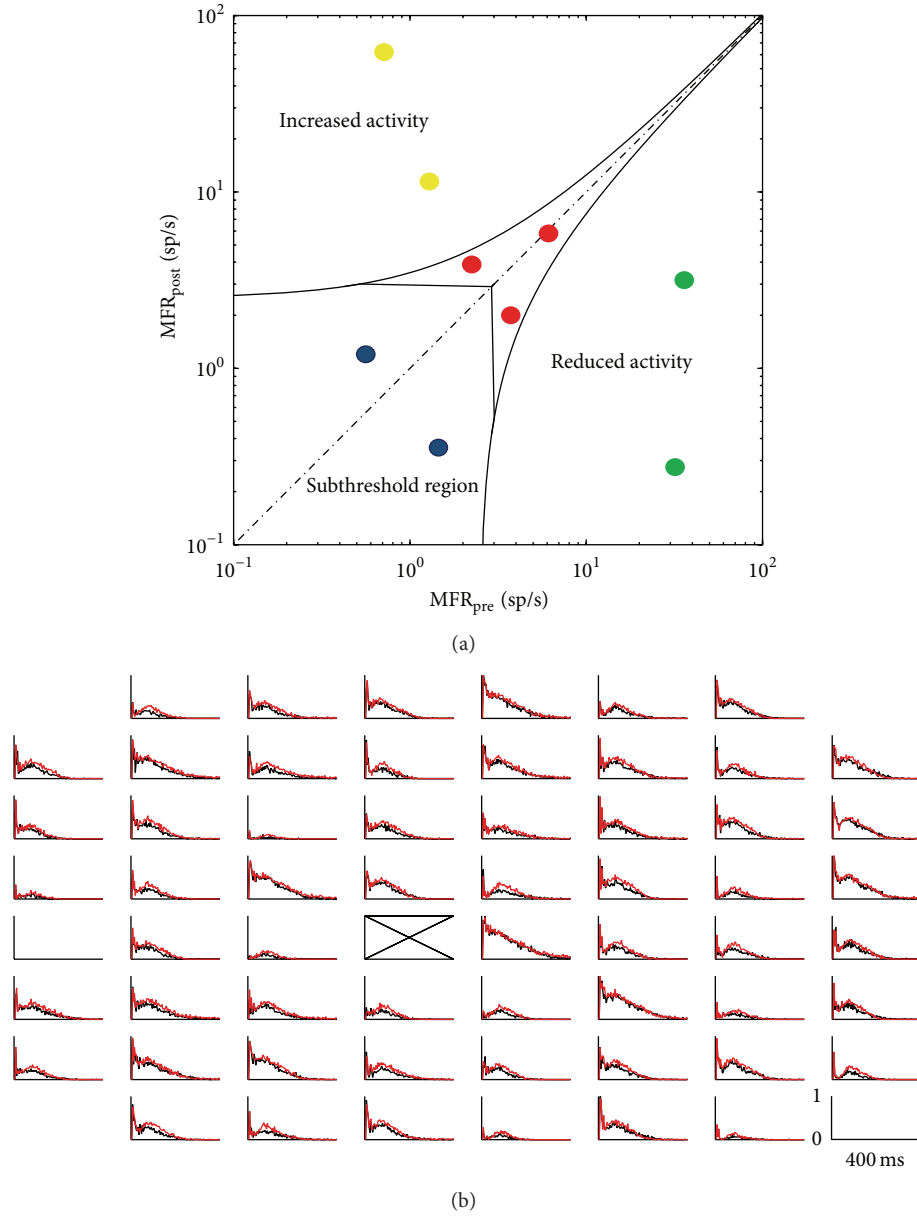 10²
10¹
10⁰
10⁻¹
MFR_post (sp/s)
Increased activity
Reduced activity
Subthreshold region
10⁻¹
10⁰
10¹
10²
MFR_pre (sp/s)
(a)
1
0
400 ms
(b)